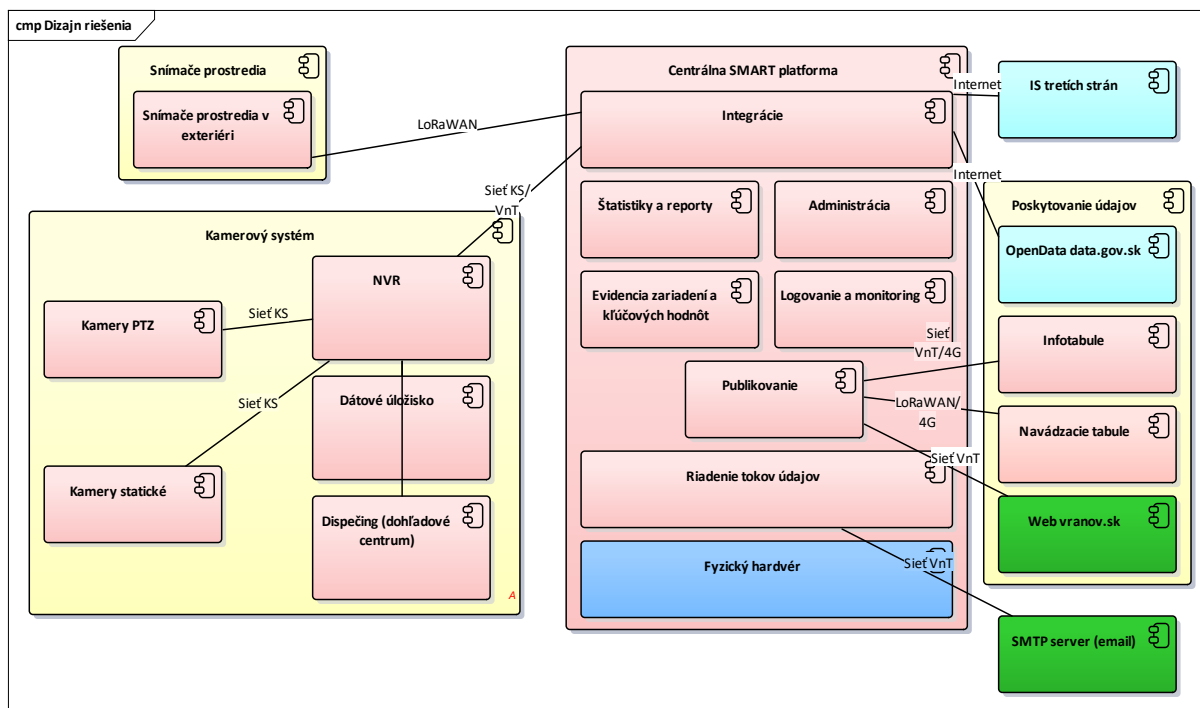 cmp Dizajn riešenia
Snímače prostredia
Snímače prostredia v
exteriéri
LoRaWAN
Centrálna SMART platforma
Integrácie
Internet
IS tretích strán
Internet
Sieť KS/
VnT
Štatistiky a reporty
Administrácia
Evidencia zariadení a
kľúčových hodnôt
Logovanie a monitoring
Sieť
VnT/4G
Publikovanie
LoRaWAN/
4G
Sieť VnT
Riadenie tokov údajov
Fyzický hardvér
Sieť VnT
Poskytovanie údajov
OpenData data.gov.sk
Infotabule
Navádzacie tabule
Web vranov.sk
SMTP server (email)
Kamerový systém
NVR
Kamery PTZ
Sieť KS
Sieť KS
Dátové úložisko
Kamery statické
Dispečing (dohľadové
centrum)
A